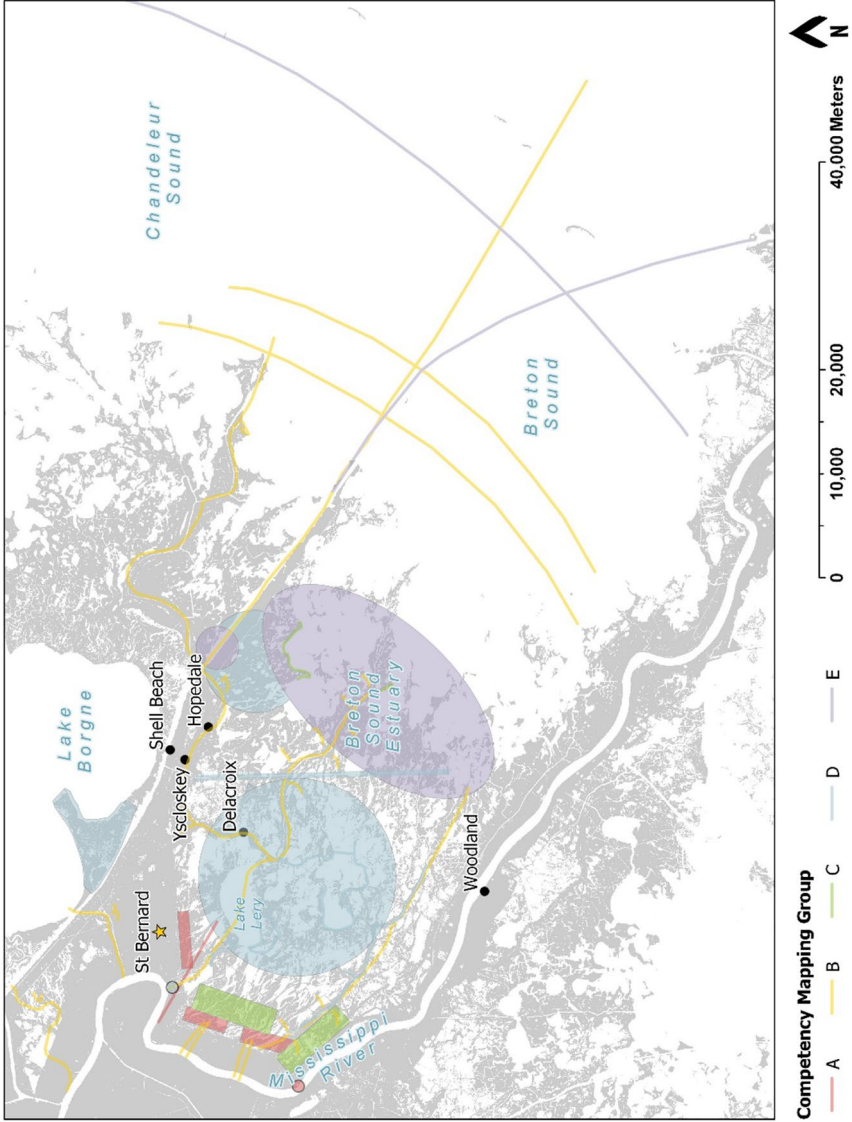 Chandeleur
Sound
Lake
Borgne
Shell Beach
Hopedale
Yscloskey
Delacroix
St Bernard
Lake
Lery
Breton
Sound
Estuary
Breton
Sound
Woodland
Mississippi
River
Competency Mapping Group
A
B
C
D
E
0
10,000
20,000
40,000 Meters
N